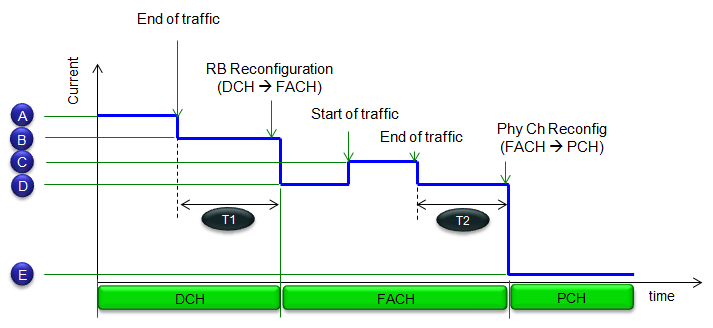 End of traffic
RB Reconfiguration
(DCH → FACH)
Current
Start of traffic
A
B
End of traffic
Phy Ch Reconfig
(FACH → PCH)
C
D
T1
T2
E
DCH
FACH
PCH
time